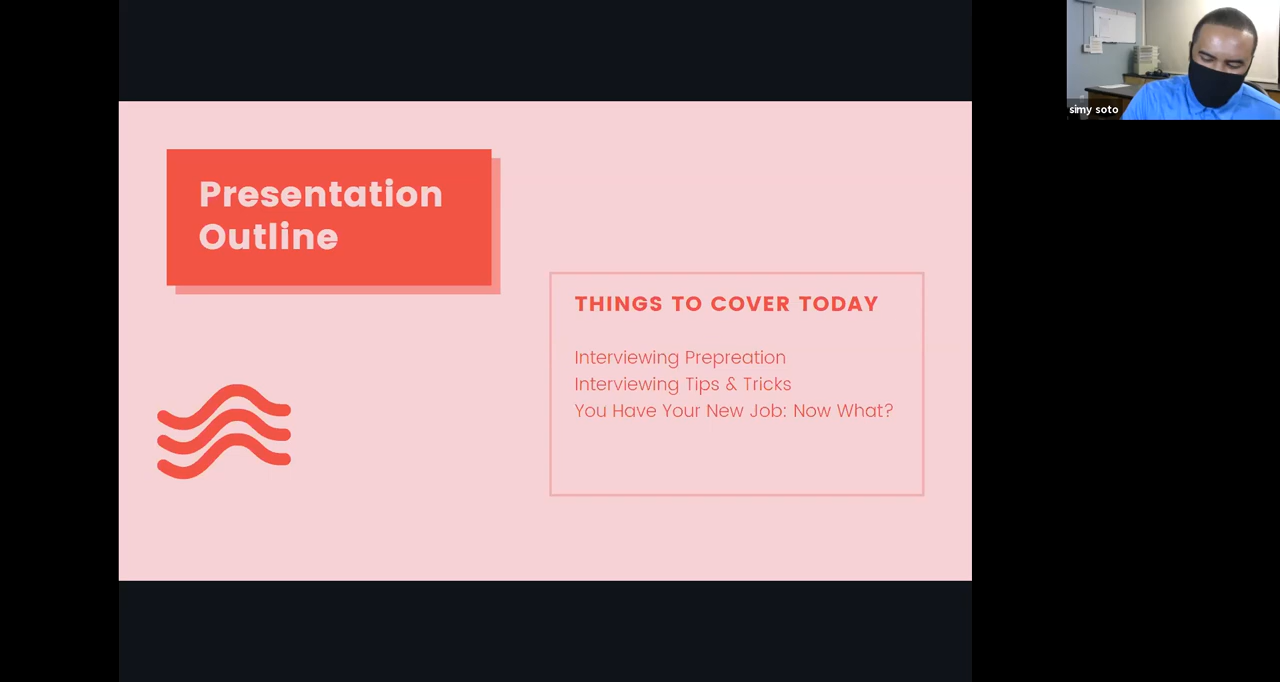 Presentation
Outline
THINGS TO COVER TODAY
Interviewing Prepreation
Interviewing Tips & Tricks
You Have Your New Job: Now What?
simy soto